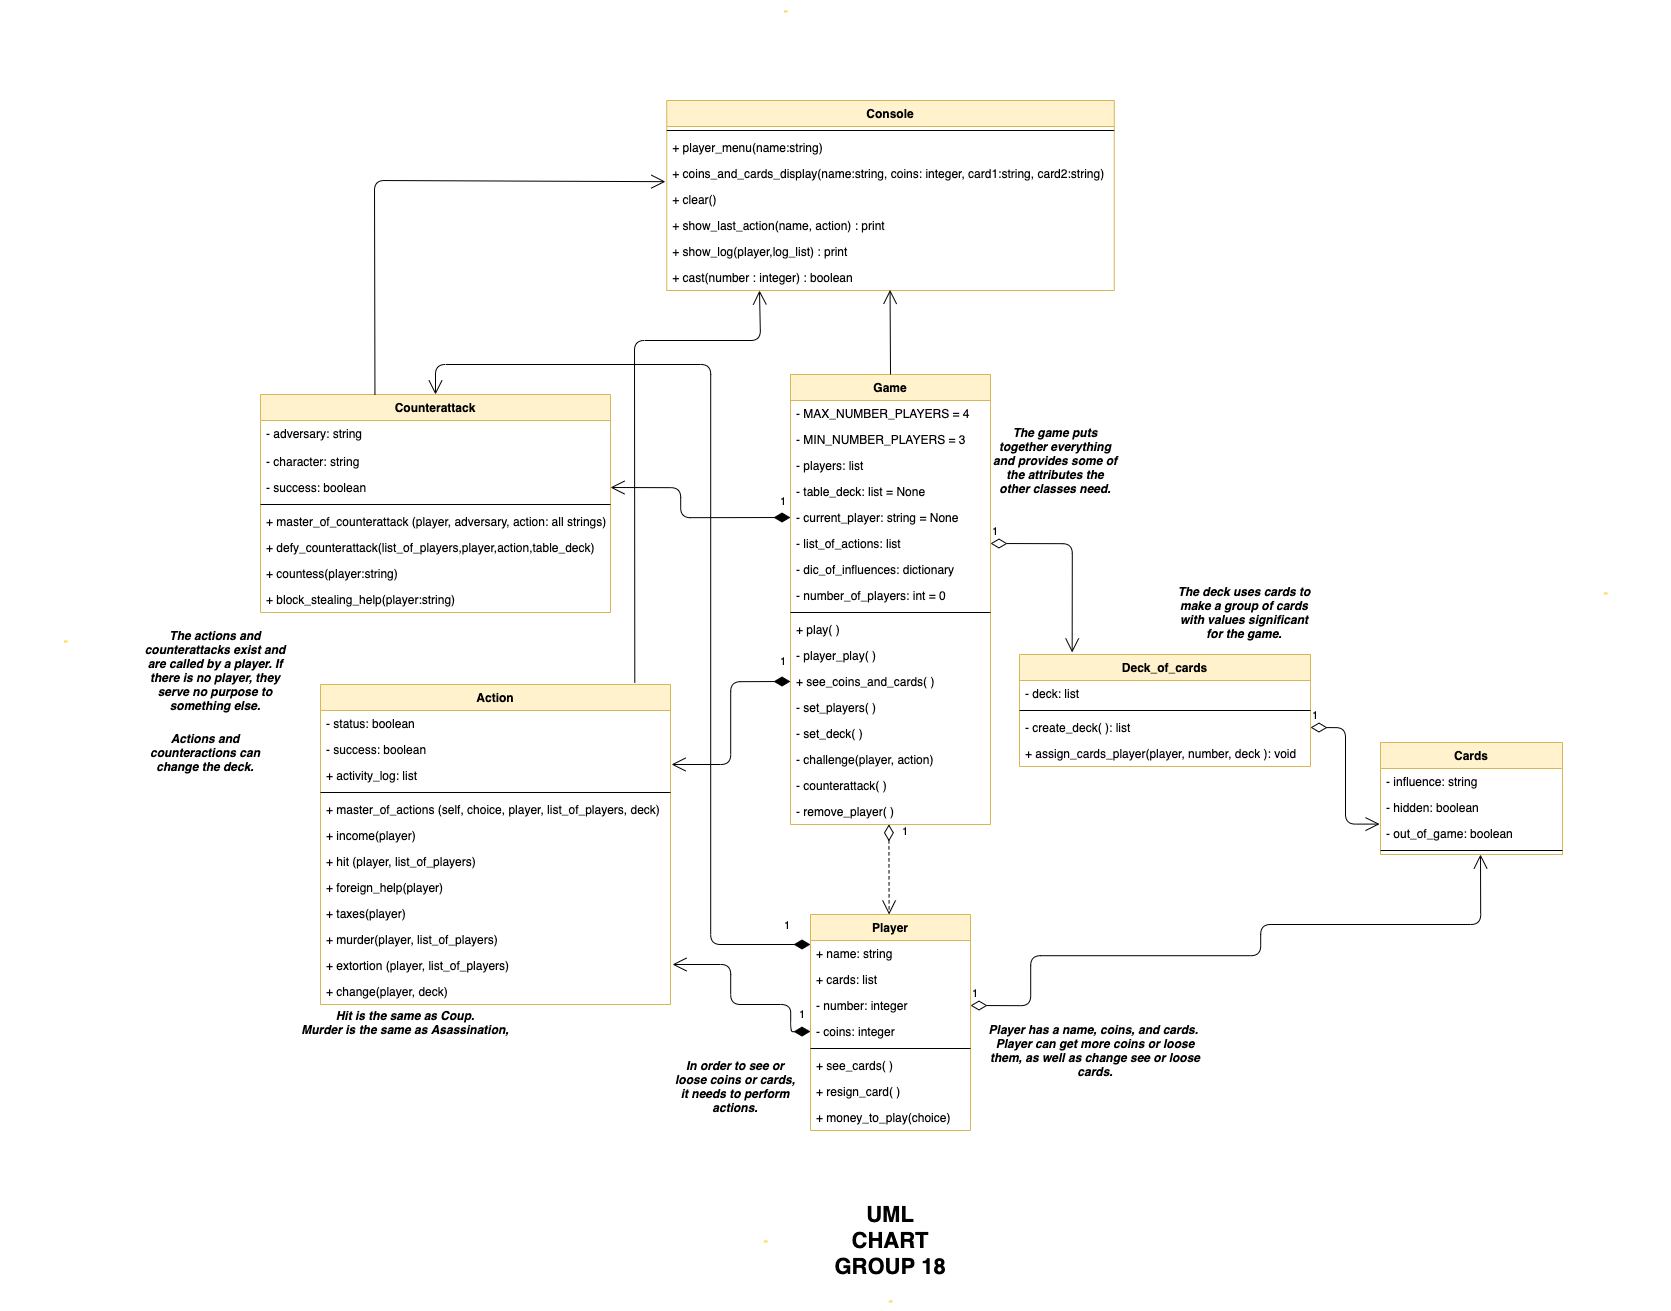 Console
+ player_menu(name:string)
+ coins_and_cards_display(name:string, coins: integer, card1:string, card2:string)
+ clear()
+ show_last_action(name, action) : print
+ show_log(player,log_list) : print
+ cast(number : integer) : boolean
Counterattack
- adversary: string
- character: string
- success: boolean
+ master_of_counterattack (player, adversary, action: all strings)
+ defy_counterattack(list_of_players,player,action,table_deck)
+ countess(player:string)
+ block_stealing_help(player:string)
1
1
Game
- MAX_NUMBER_PLAYERS = 4
- MIN_NUMBER_PLAYERS = 3
- players: list
- table_deck: list = None
- current_player: string = None
- list_of_actions: list
- dic_of_influences: dictionary
- number_of_players: int = 0
+ play( )
- player_play( )
+ see_coins_and_cards( )
- set_players( )
- set_deck( )
- challenge(player, action)
- counterattack( )
- remove_player( )
1
The game puts
together everything
and provides some of
the attributes the
other classes need.
1
The deck uses cards to
make a group of cards
with values significant
for the game.
Deck_of_cards
- deck: list
- create_deck( ): list
+ assign_cards_player(player, number, deck ): void
1
Cards
- influence: string
- hidden: boolean
- out_of_game: boolean
The actions and
counterattacks exist and
are called by a player. If
there is no player, they
serve no purpose to
something else.
Actions and
counteractions can
change the deck.
Action
- status: boolean
- success: boolean
+ activity_log: list
+ master_of_actions (self, choice, player, list_of_players, deck)
+ income(player)
+ hit (player, list_of_players)
+ foreign_help(player)
+ taxes(player)
+ murder(player, list_of_players)
+ extortion (player, list_of_players)
+ change(player, deck)
Hit is the same as Coup.
Murder is the same as Asassination,
1
1
Player
+ name: string
+ cards: list
- number: integer
- coins: integer
+ see_cards( )
+ resign_card( )
+ money_to_play(choice)
1
In order to see or
loose coins or cards,
it needs to perform
actions.
Player has a name, coins, and cards.
Player can get more coins or loose
them, as well as change see or loose
cards.
UML
CHART
GROUP 18